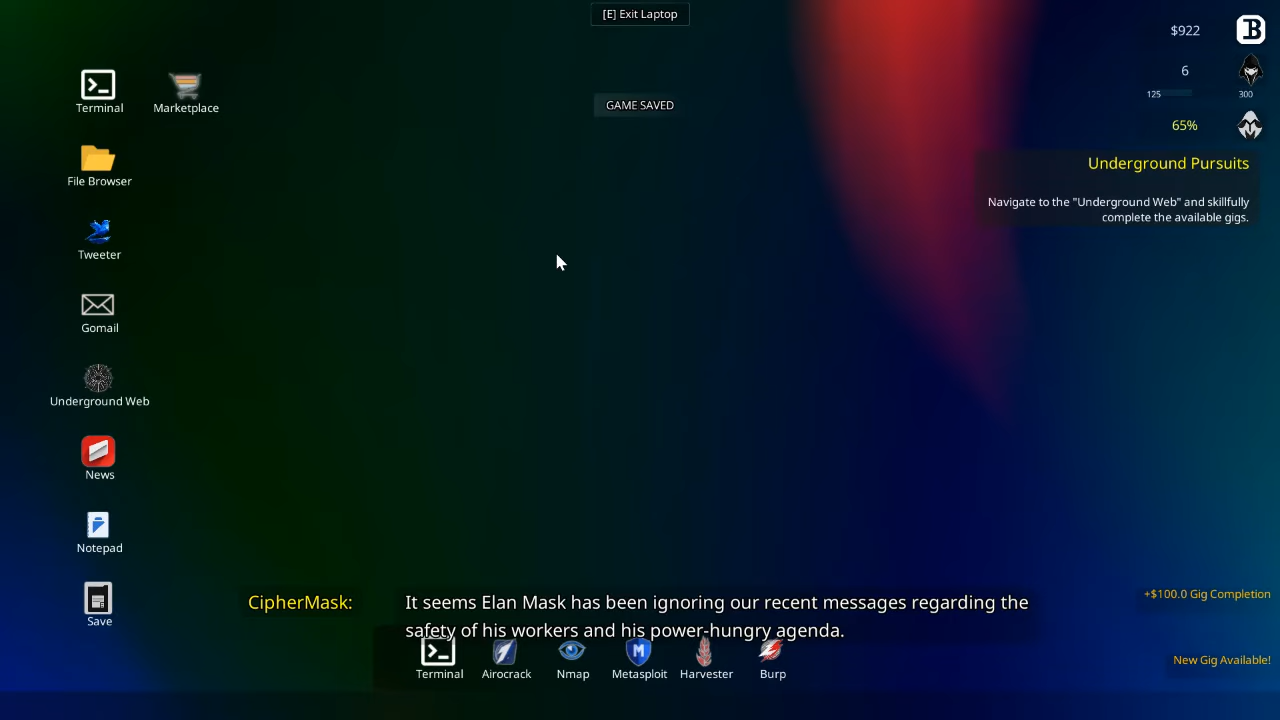 [E] Exit Laptop
$922
B
6
125
300
65%
GAME SAVED
Terminal
Marketplace
File Browser
Tweeter
Gomail
Underground Web
News
Notepad
Save
Underground Pursuits
Navigate to the "Underground Web" and skillfully
complete the available gigs.
+$100.0 Gig Completion
New Gig Available!
CipherMask:
It seems Elan Mask has been ignoring our recent messages regarding the
safety of his workers and his power-hungry agenda.
Terminal
Airocrack
Nmap
M
Metasploit
Harvester
Burp